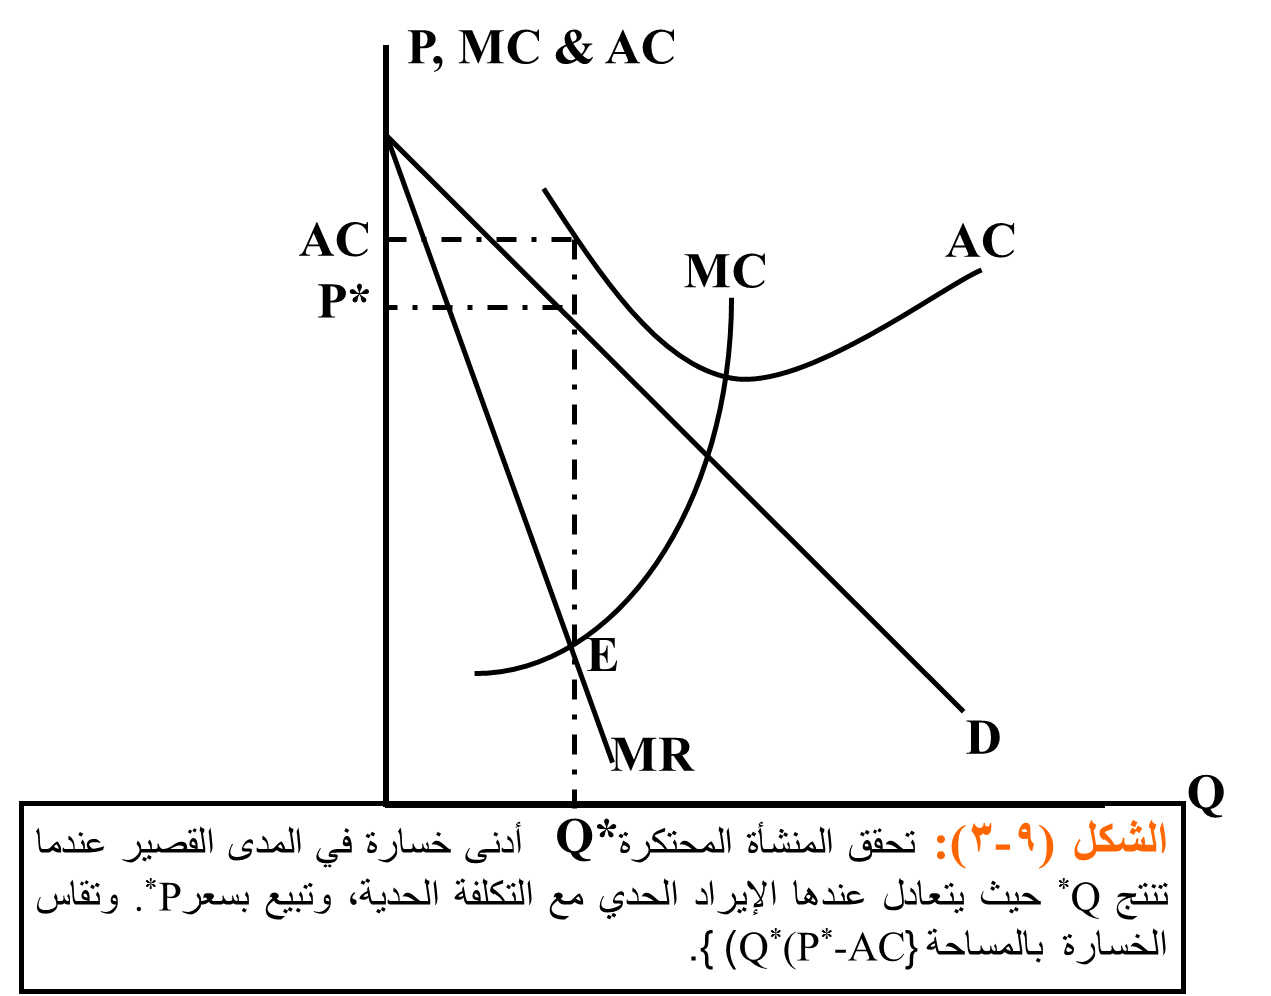 P, MC & AC
AC
AC
MC
P*
E
MR
D
Q
Q*
الشكل (٩-٣): تحقق المنشأة المحتكرة أدنى خسارة في المدى القصير عندما
تنتج Q* حيث يتعادل عندها الإيراد الحدي مع التكلفة الحدية، وتبيع بسعرP*. وتقاس
الخسارة بالمساحة {Q*(P*-AC) }.